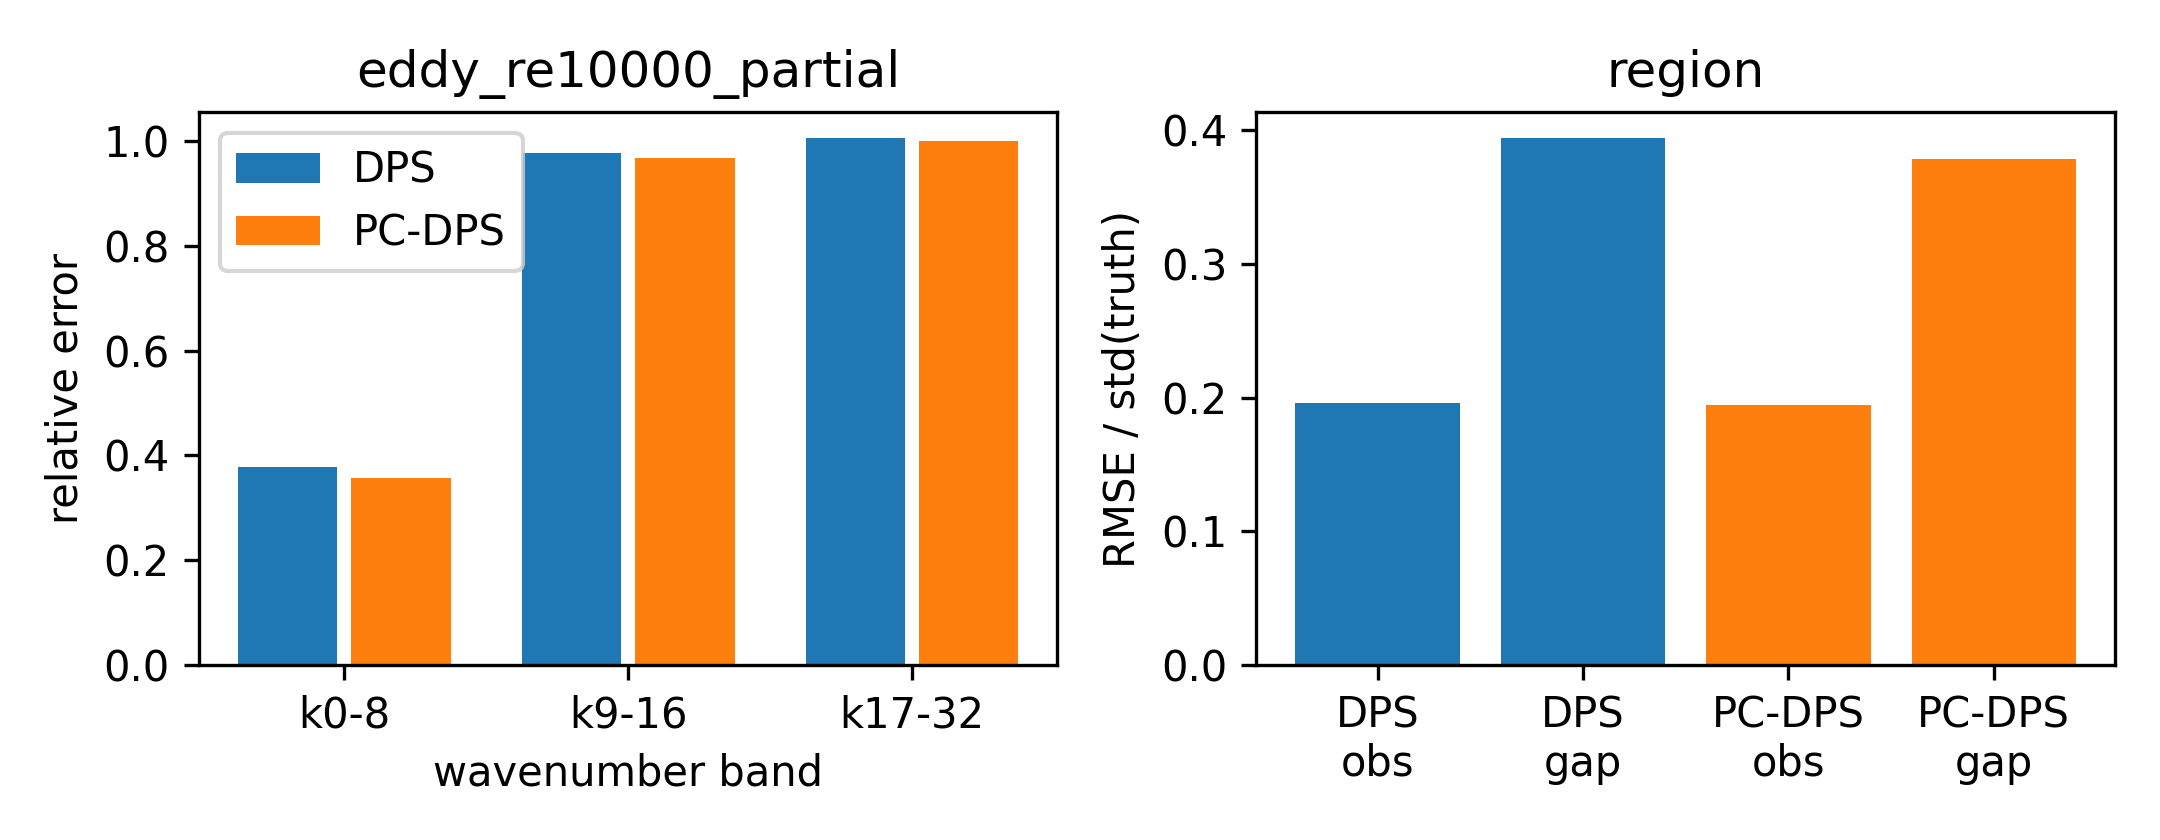 eddy_re10000_partial
relative error
1.0
0.8
0.6
0.4
0.2
0.0
DPS
PC-DPS
k0-8
k9-16
k17-32
wavenumber band
region
RMSE / std(truth)
0.4
0.3
0.2
0.1
0.0
DPS
obs
DPS
gap
PC-DPS
obs
PC-DPS
gap